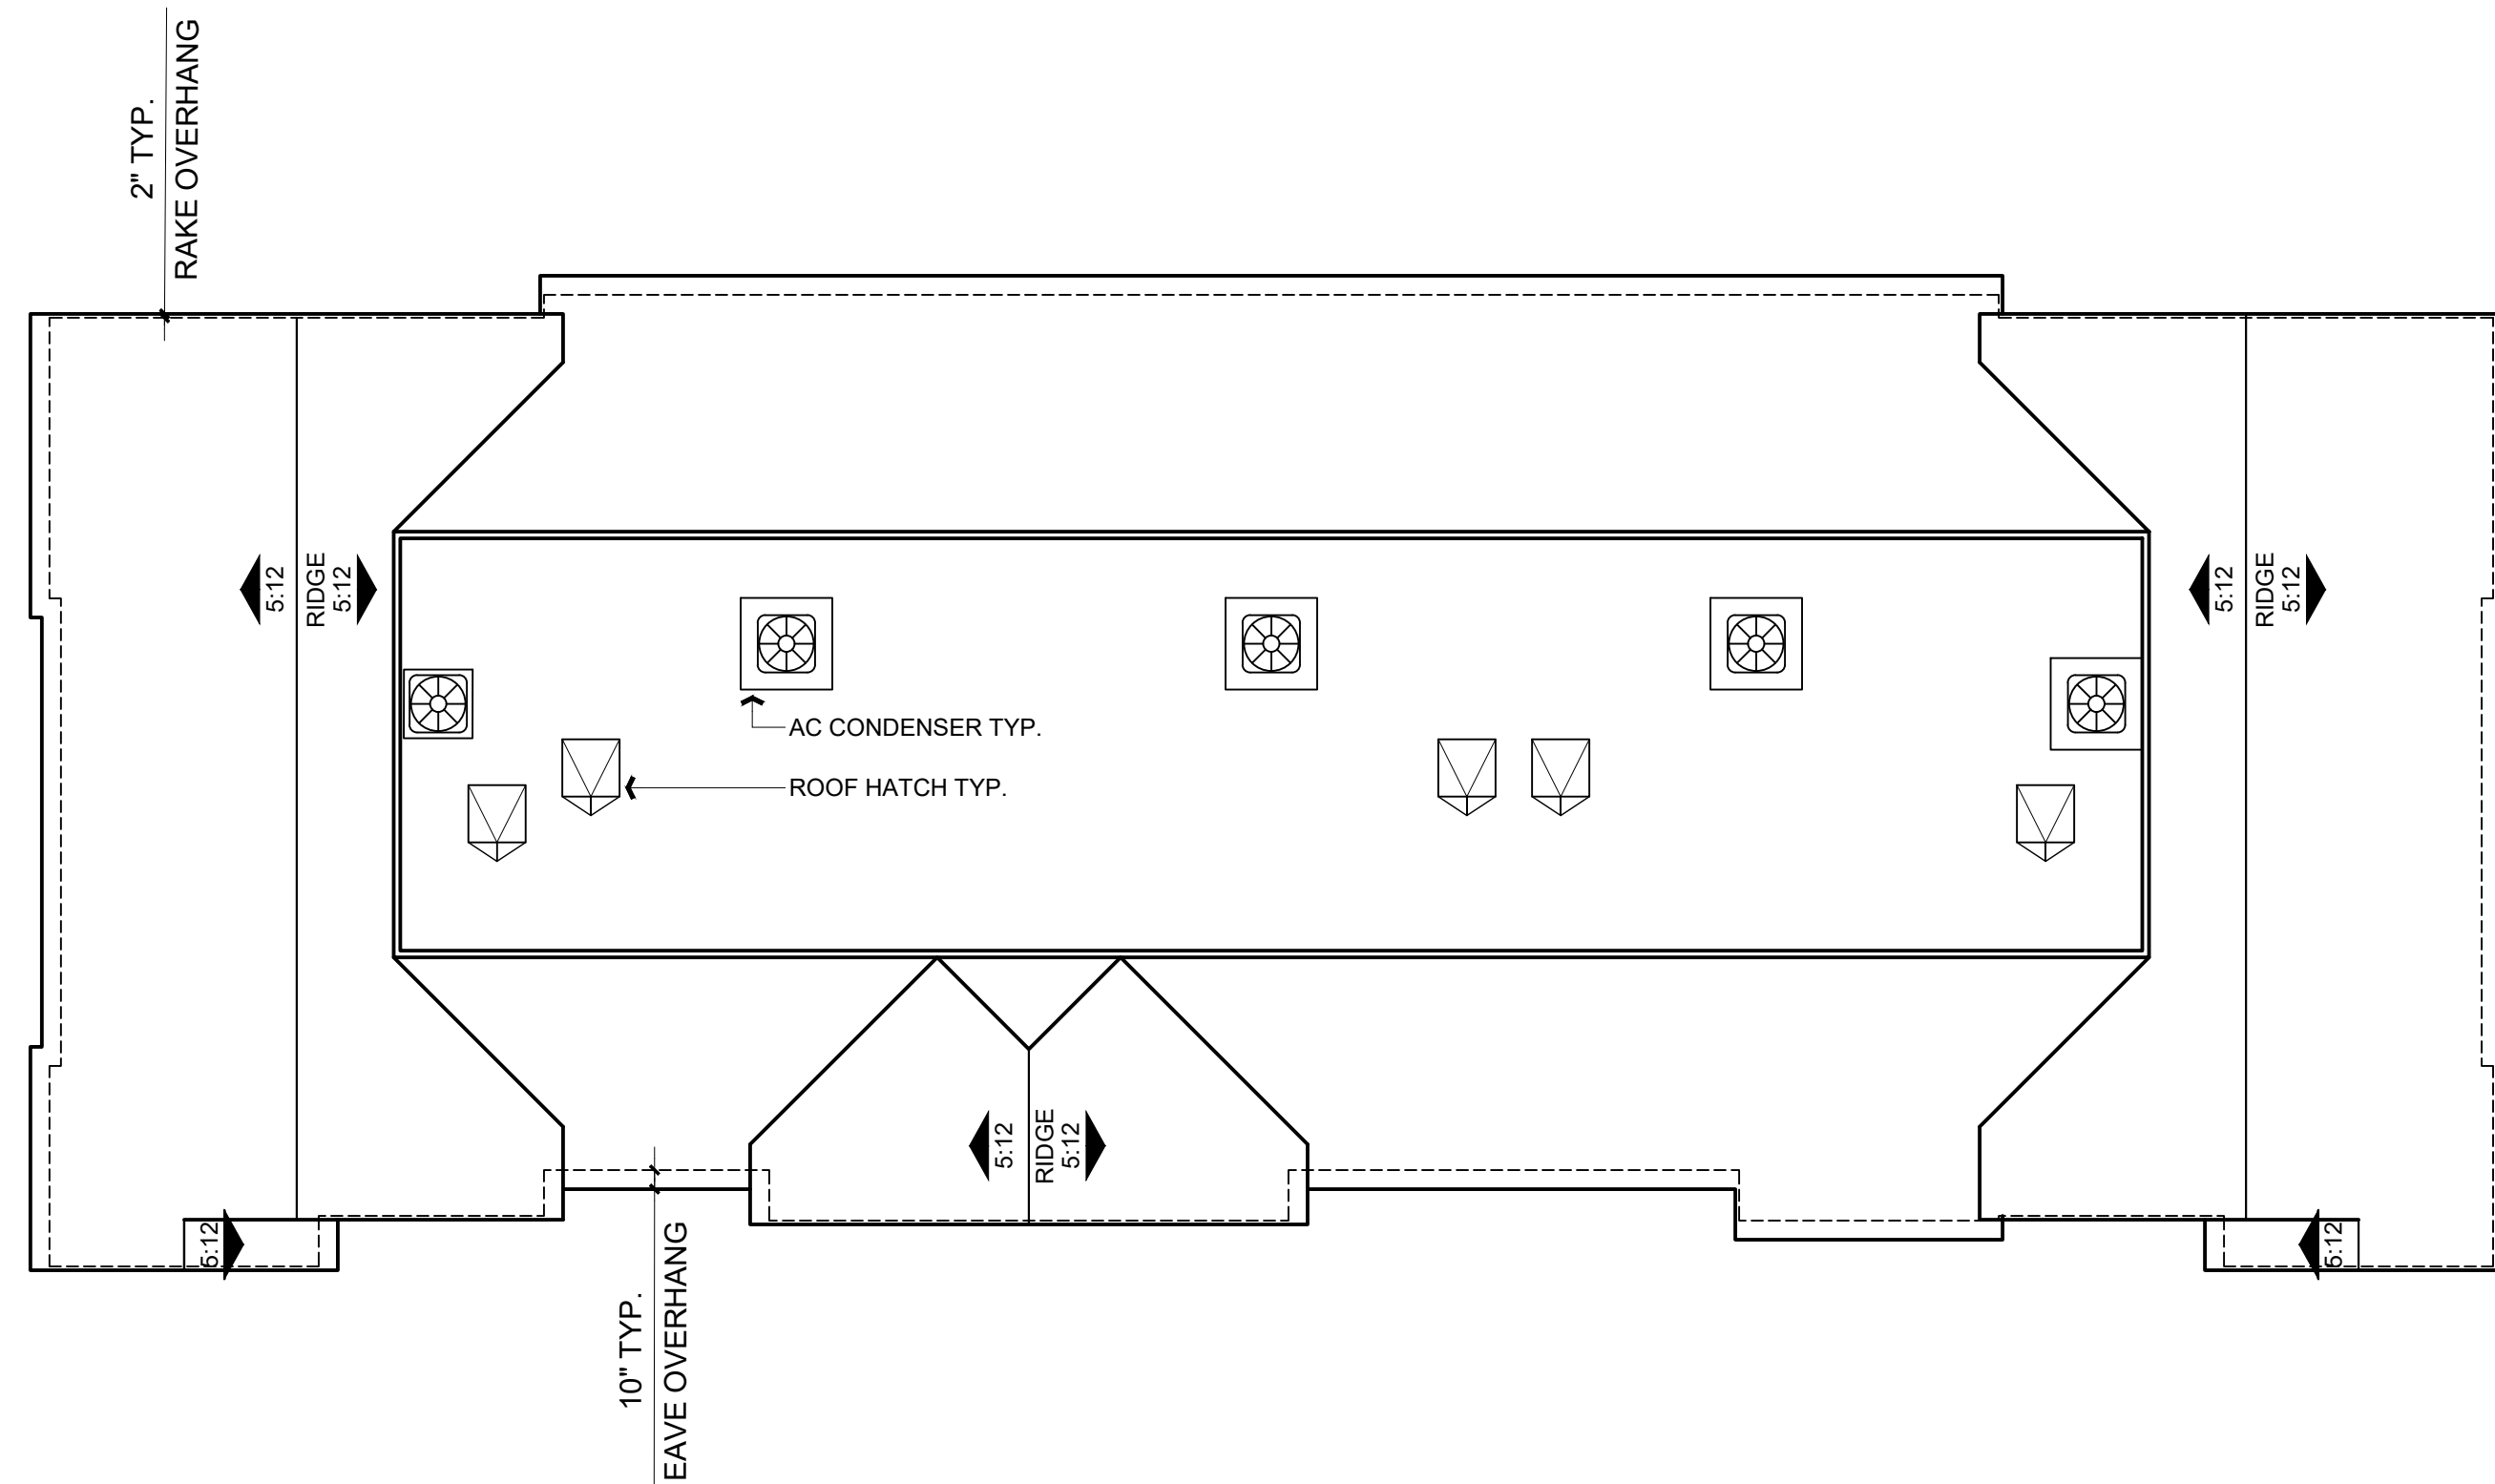 2" TYP.
RAKE OVERHANG
5:12
RIDGE
5:12
5:12
RIDGE
5:12
AC CONDENSER TYP.
ROOF HATCH TYP.
5:12
RIDGE
5:12
5:12
5:12
10" TYP.
EAVE OVERHANG